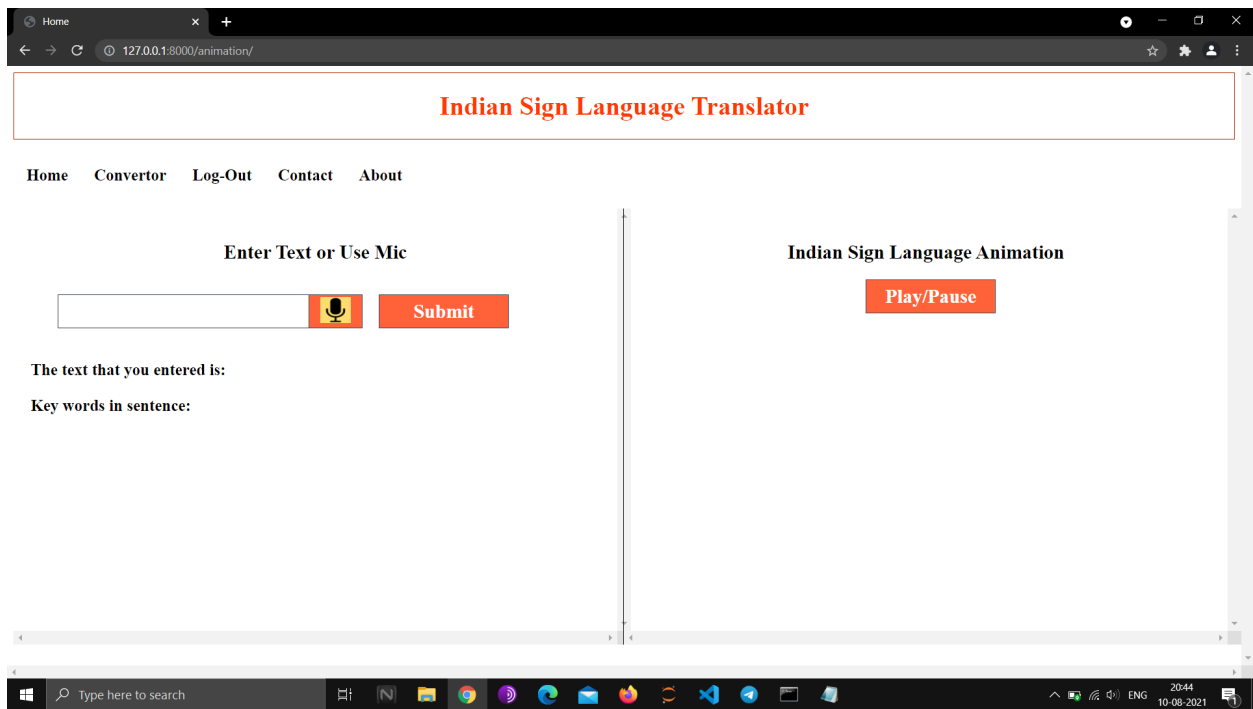 Home
127.0.0.1:8000/animation/
Indian Sign Language Translator
Home Convertor Log-Out Contact About
Enter Text or Use Mic
Submit
The text that you entered is:
Key words in sentence:
Indian Sign Language Animation
Play/Pause
Type here to search
N
ENG
20:44
10-08-2021
1